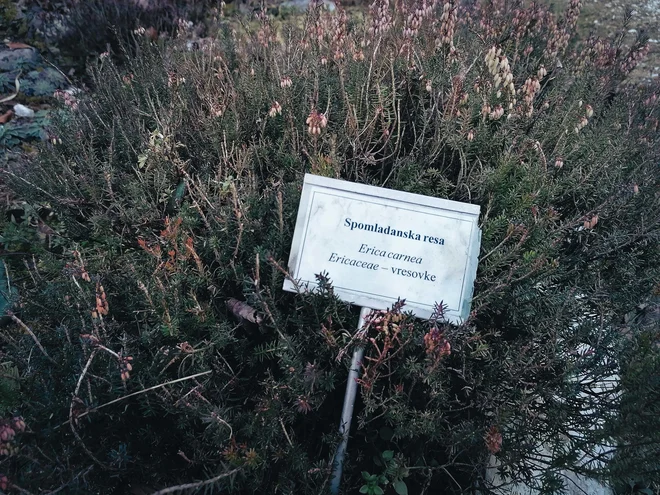 Spomladanska resa
Erica carnea
Ericaceae – vresovke